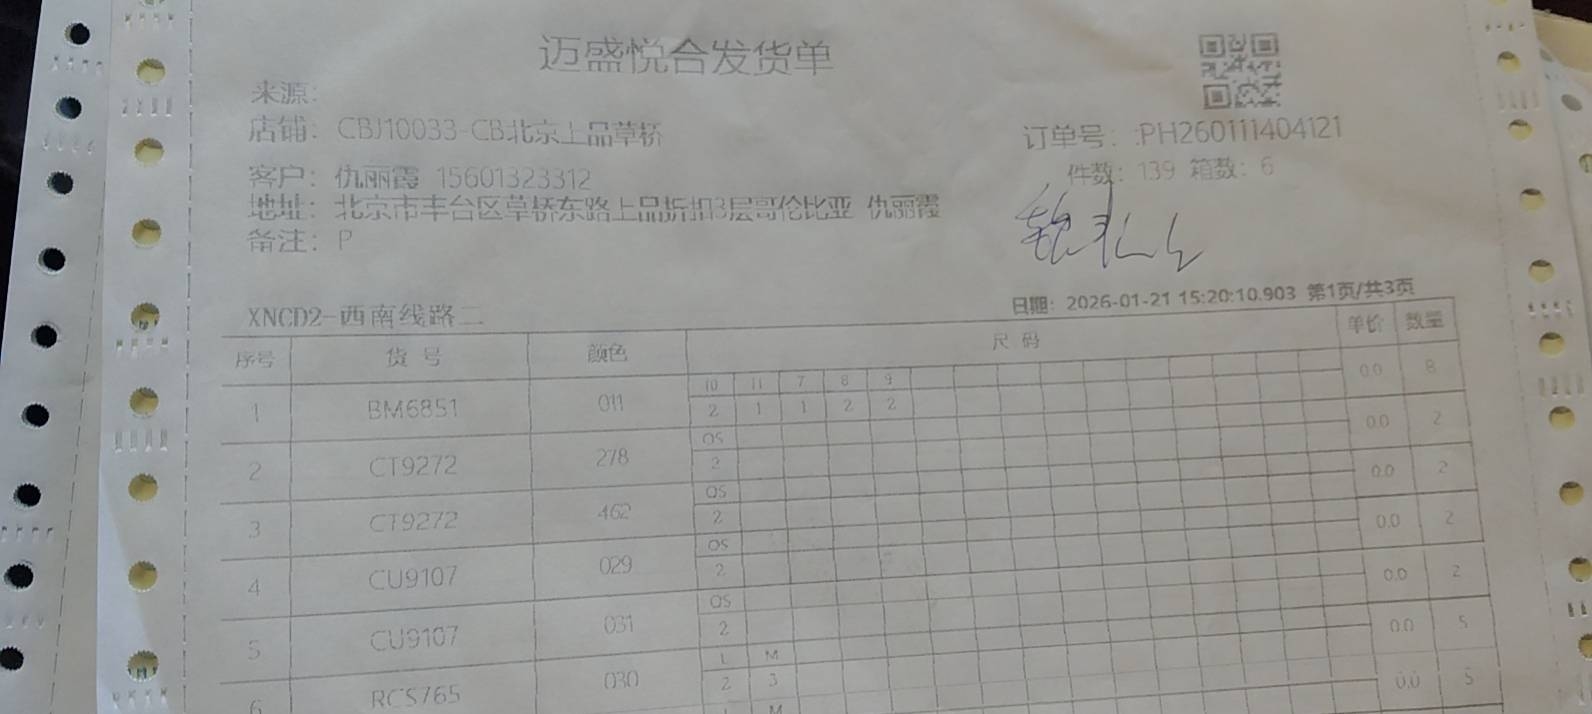 迈盛悦合发货单
来源:
店铺: CBJ10033-CB北京上品草桥
订单号: :PH260111404121
客户: 仇丽霞 15601323312
件数: 139 箱数: 6
地址: 北京市丰台区草桥东路上品折扣3层哥伦比亚 仇丽霞
备注: P
XNCD2-西南线路二
日期: 2026-01-21 15:20:10.903 第1页/共3页
序号 货号 颜色 尺码 单价 数量
10 11 7 8 9
1 BM6851 011 2 1 1 2 2 0.0 8
OS
2 CT9272 278 2 0.0 2
OS
3 CT9272 462 2 0.0 2
OS
4 CU9107 029 2 0.0 2
OS
5 CU9107 031 2 0.0 2
L M
6 RCS765 030 2 3 0.0 5
L M
0.0 5